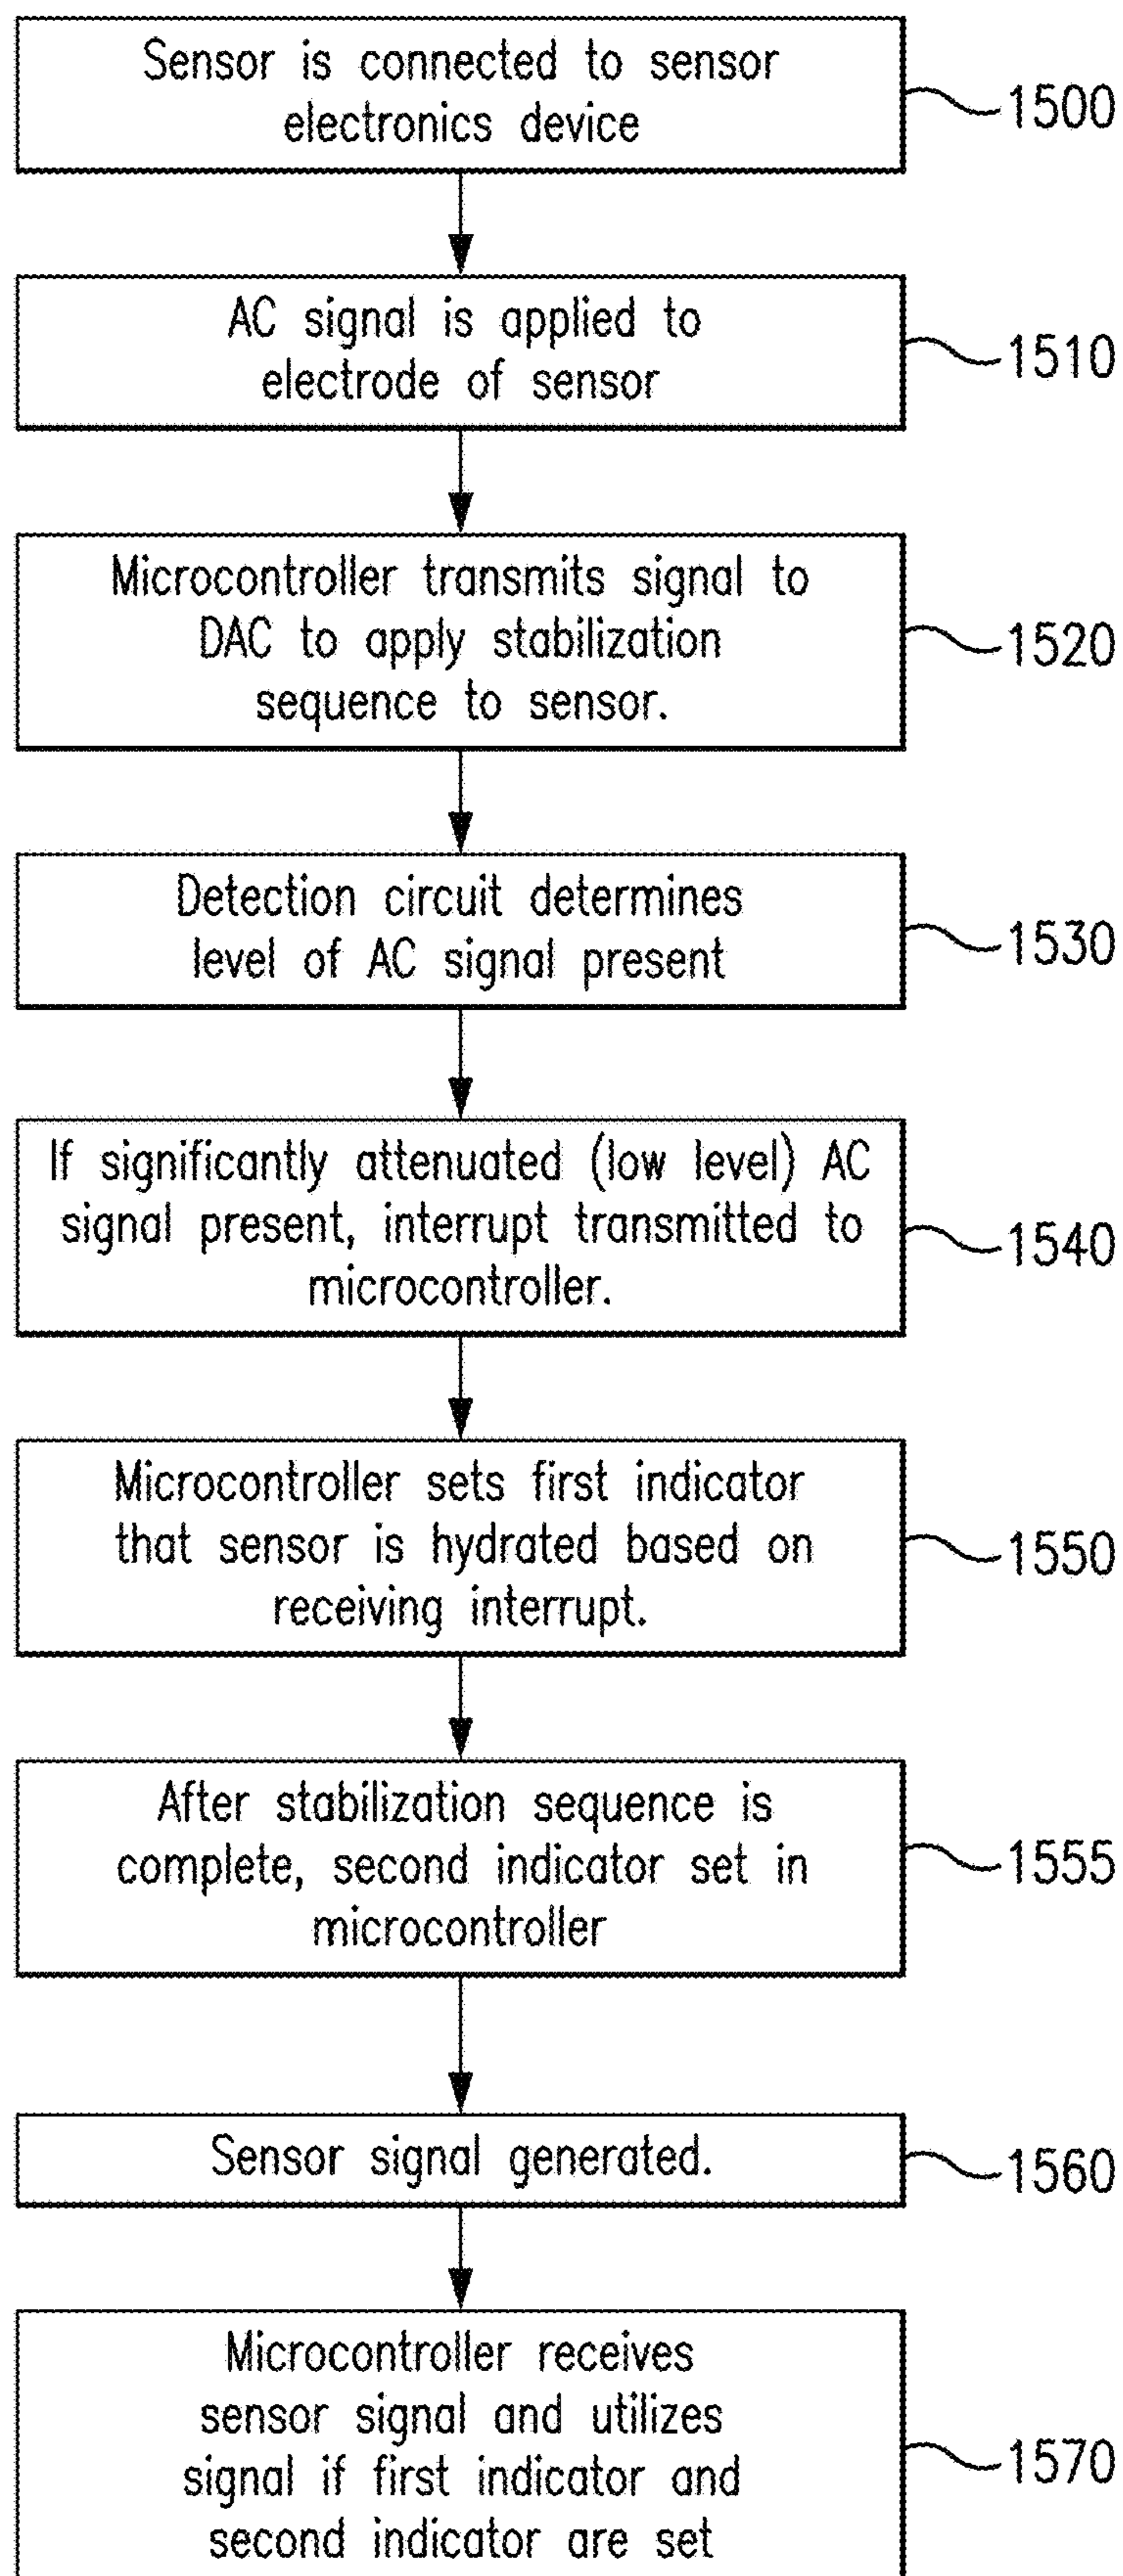 Sensor is connected to sensor
electronics device
1500
AC signal is applied to
electrode of sensor
1510
Microcontroller transmits signal to
DAC to apply stabilization
sequence to sensor.
1520
Detection circuit determines
level of AC signal present
1530
If significantly attenuated (low level) AC
signal present, interrupt transmitted to
microcontroller.
1540
Microcontroller sets first indicator
that sensor is hydrated based on
receiving interrupt.
1550
After stabilization sequence is
complete, second indicator set in
microcontroller
1555
Sensor signal generated.
1560
Microcontroller receives
sensor signal and utilizes
signal if first indicator and
second indicator are set
1570